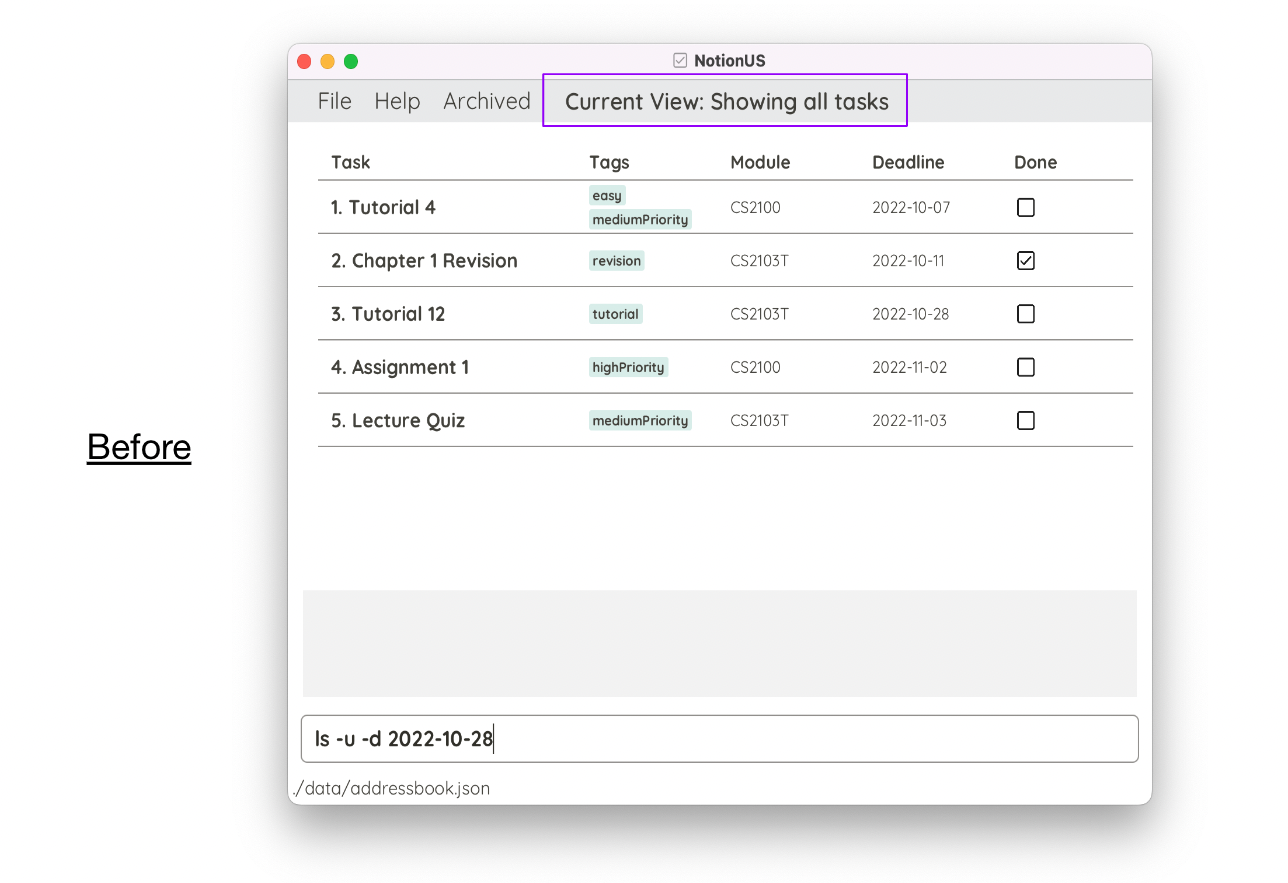 NotionUS
File Help Archived Current View: Showing all tasks
Task Tags Module Deadline Done
1. Tutorial 4 easy mediumPriority CS2100 2022-10-07
2. Chapter 1 Revision revision CS2103T 2022-10-11
3. Tutorial 12 tutorial CS2103T 2022-10-28
4. Assignment 1 highPriority CS2100 2022-11-02
5. Lecture Quiz mediumPriority CS2103T 2022-11-03
Before
ls -u -d 2022-10-28
./data/addressbook.json